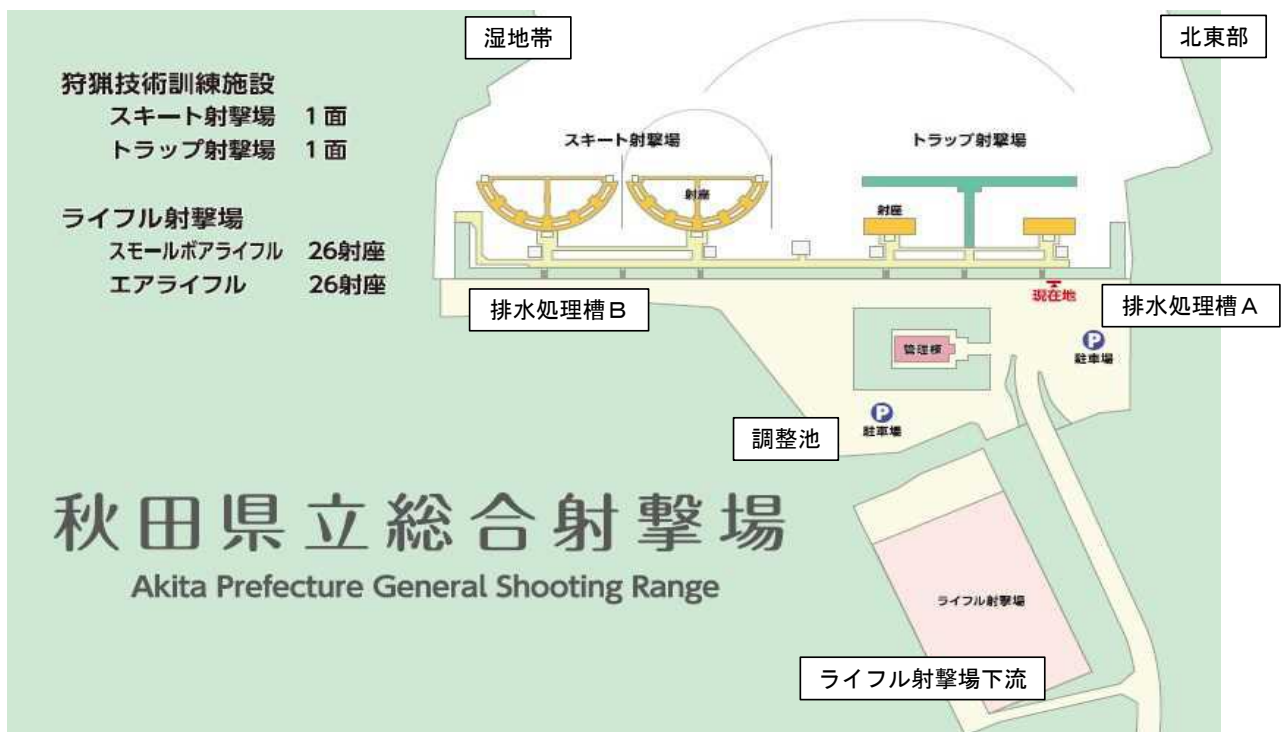 湿地帯
北東部
狩猟技術訓練施設
スキート射撃場 1面
トラップ射撃場 1面
ライフル射撃場
スモールボアライフル 26射座
エアライフル 26射座
スキート射撃場
トラップ射撃場
射座
射座
排水処理槽B
現在地
排水処理槽A
管理棟
P
駐車場
P
駐車場
調整池
秋田県立総合射撃場
Akita Prefecture General Shooting Range
ライフル射撃場
ライフル射撃場下流